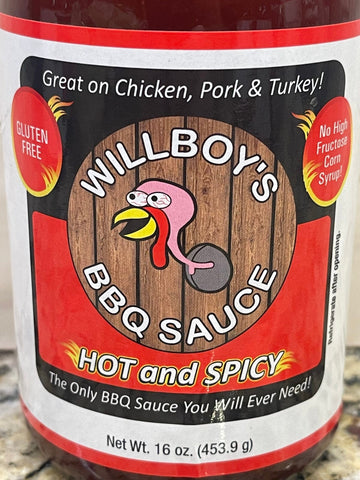 Great on Chicken, Pork & Turkey!
GLUTEN
FREE
No High
Fructose
Corn
Syrup!
WILLBOY'S
BBQ SAUCE
HOT and SPICY
The Only BBQ Sauce You Will Ever Need!
Net Wt. 16 oz. (453.9 g)
Refrigerate after opening.